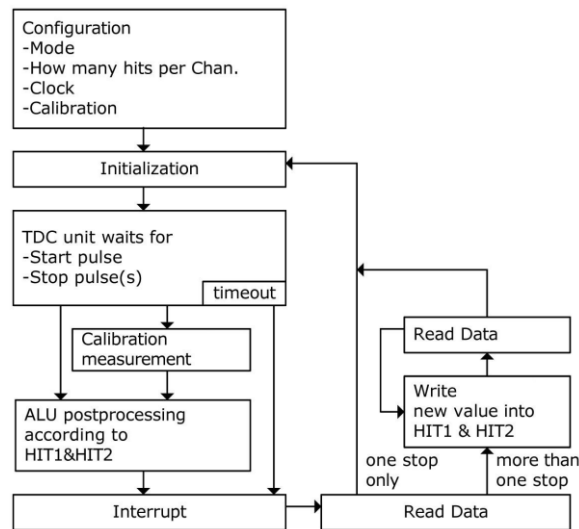 Configuration
-Mode
-How many hits per Chan.
-Clock
-Calibration
Initialization
TDC unit waits for
-Start pulse
-Stop pulse(s)
timeout
Calibration
measurement
ALU postprocessing
according to
HIT1&HIT2
Interrupt
Read Data
Write
new value into
HIT1 & HIT2
one stop
only
more than
one stop
Read Data